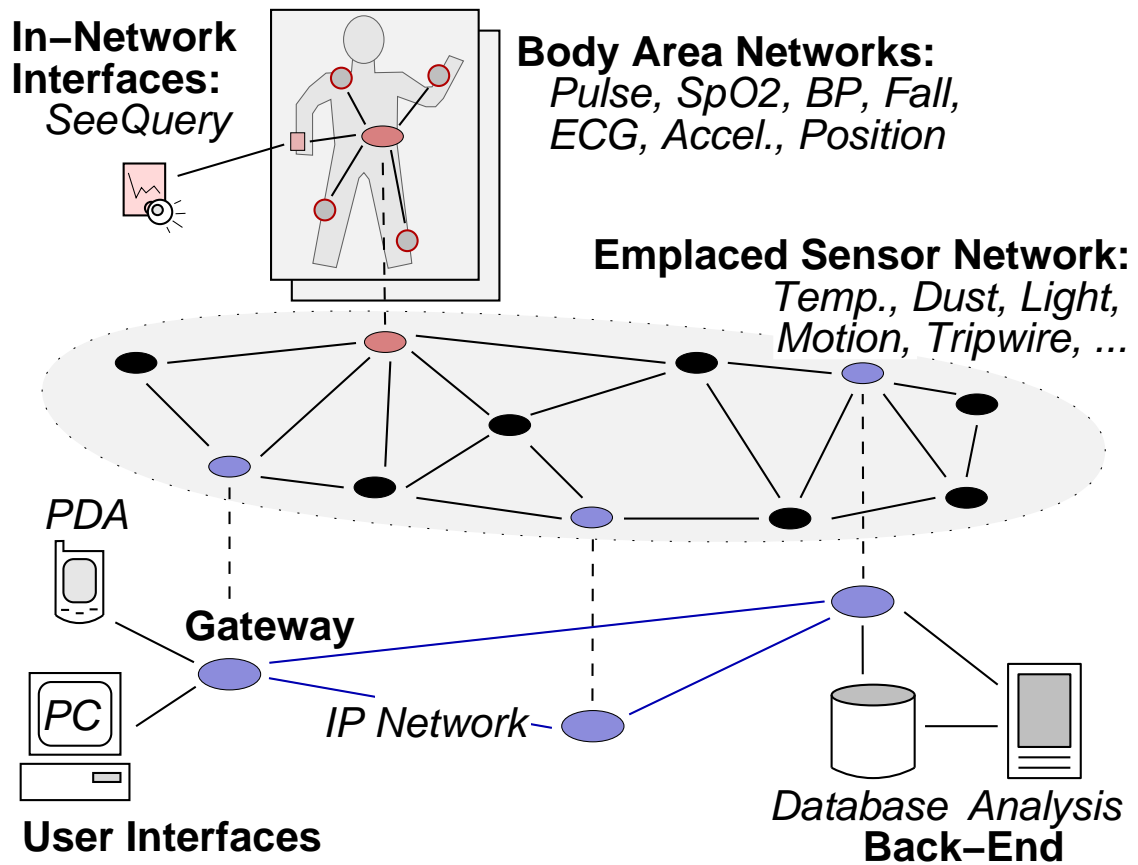 In−Network
Interfaces:
SeeQuery
Body Area Networks:
Pulse, SpO2, BP, Fall,
ECG, Accel., Position
Emplaced Sensor Network:
Temp., Dust, Light,
Motion, Tripwire, ...
PDA
Gateway
PC
IP Network
User Interfaces
Database Analysis
Back−End